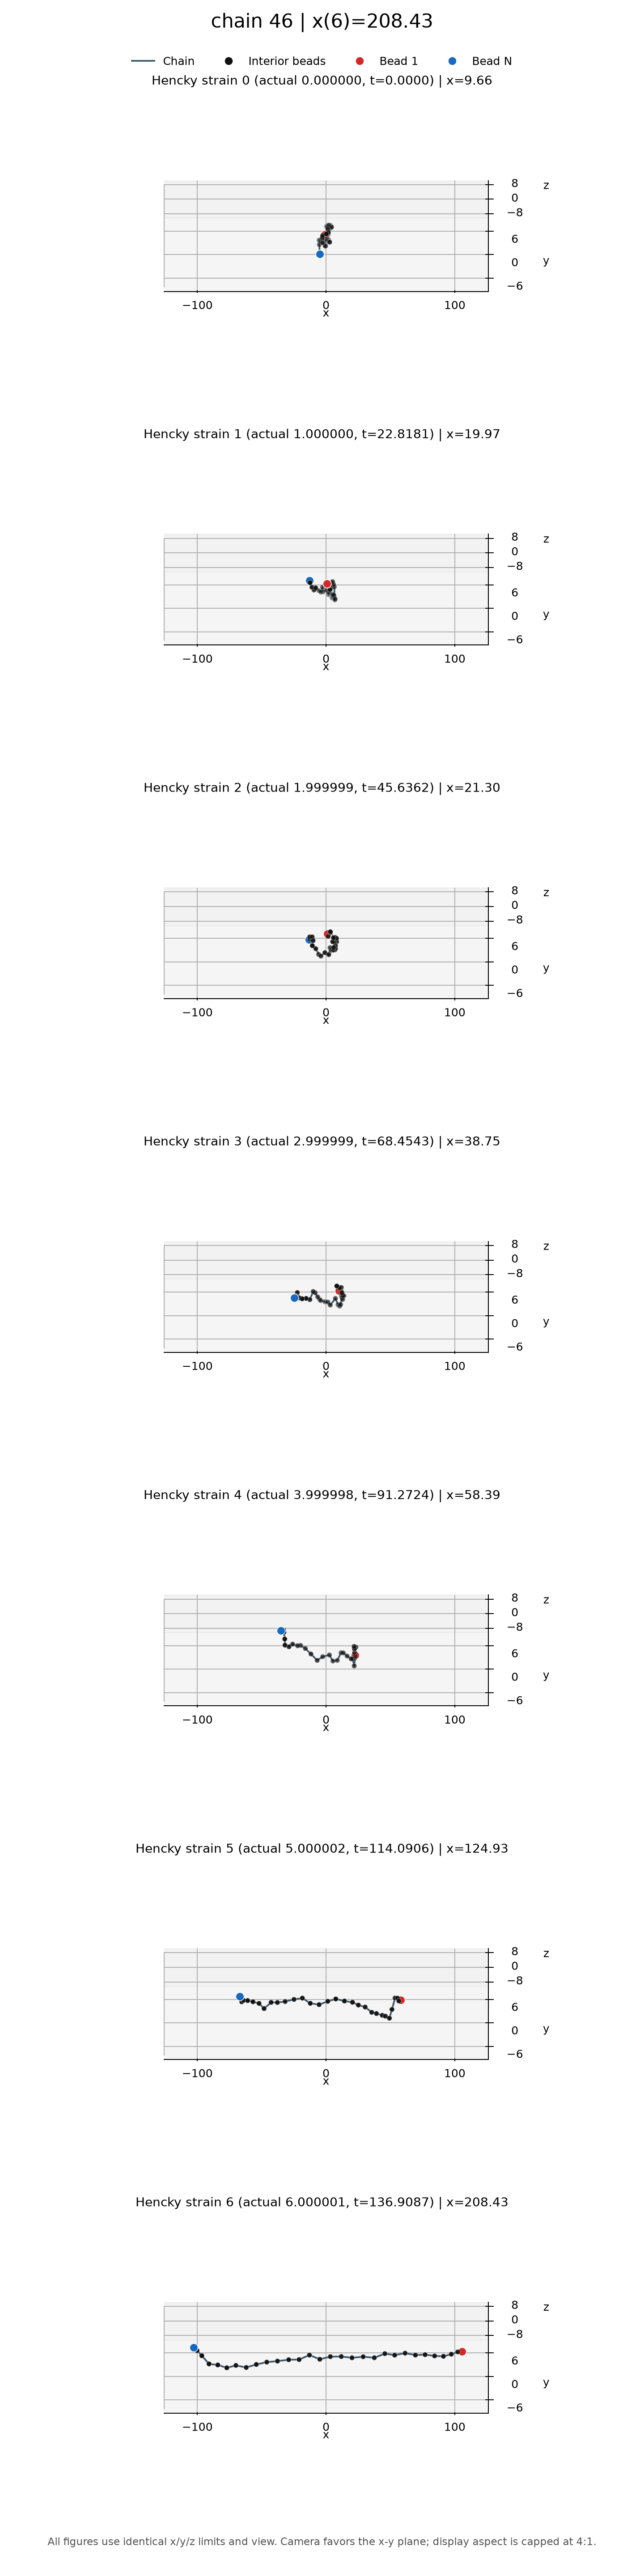 chain 46 | x(6)=208.43
Chain Interior beads Bead 1 Bead N
Hencky strain 0 (actual 0.000000, t=0.0000) | x=9.66
8 z
0
−8
6
0 y
−6
−100 0 100
x
Hencky strain 1 (actual 1.000000, t=22.8181) | x=19.97
8 z
0
−8
6
0 y
−6
−100 0 100
x
Hencky strain 2 (actual 1.999999, t=45.6362) | x=21.30
8 z
0
−8
6
0 y
−6
−100 0 100
x
Hencky strain 3 (actual 2.999999, t=68.4543) | x=38.75
8 z
0
−8
6
0 y
−6
−100 0 100
x
Hencky strain 4 (actual 3.999998, t=91.2724) | x=58.39
8 z
0
−8
6
0 y
−6
−100 0 100
x
Hencky strain 5 (actual 5.000002, t=114.0906) | x=124.93
8 z
0
−8
6
0 y
−6
−100 0 100
x
Hencky strain 6 (actual 6.000001, t=136.9087) | x=208.43
8 z
0
−8
6
0 y
−6
−100 0 100
x
All figures use identical x/y/z limits and view. Camera favors the x-y plane; display aspect is capped at 4:1.